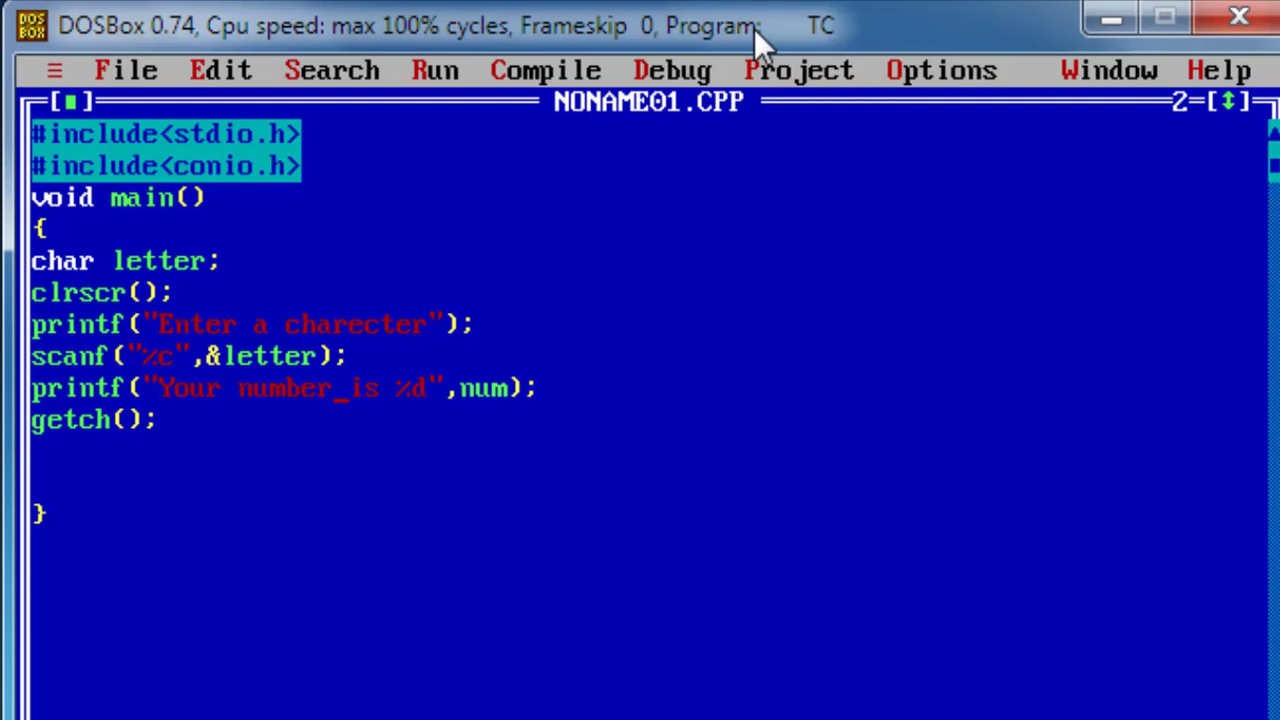 DOSBox 0.74, Cpu speed: max 100% cycles, Frameskip 0, Program: TC
≡ File Edit Search Run Compile Debug Project Options Window Help
[■] NONAME01.CPP 2=[↕]
#include<stdio.h>
#include<conio.h>
void main()
{
char letter;
clrscr();
printf("Enter a charecter");
scanf("%c",&letter);
printf("Your number_is %d",num);
getch();
}